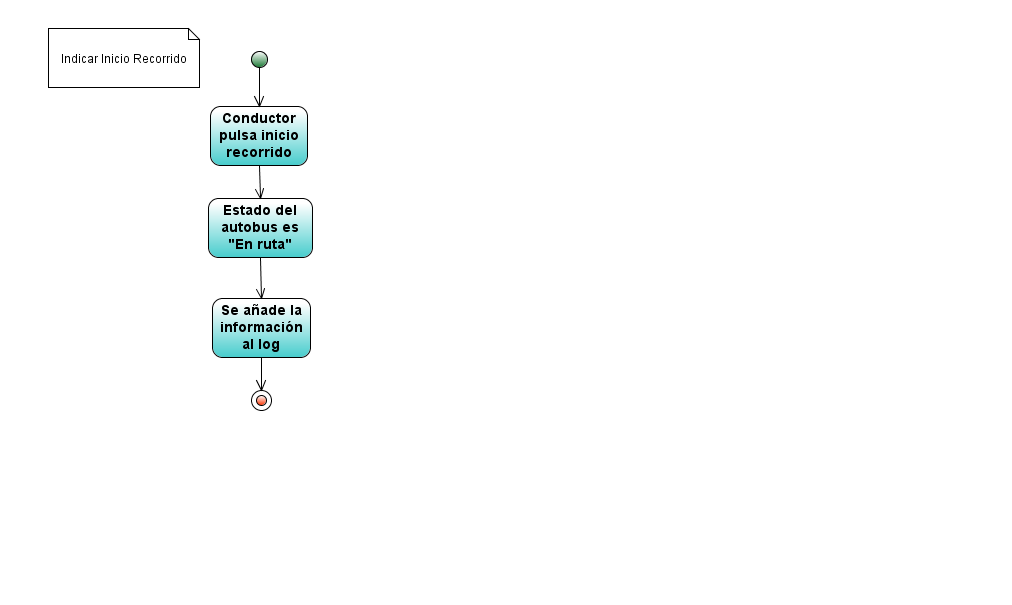 Indicar Inicio Recorrido
Conductor
pulsa inicio
recorrido
Estado del
autobus es
"En ruta"
Se añade la
información
al log